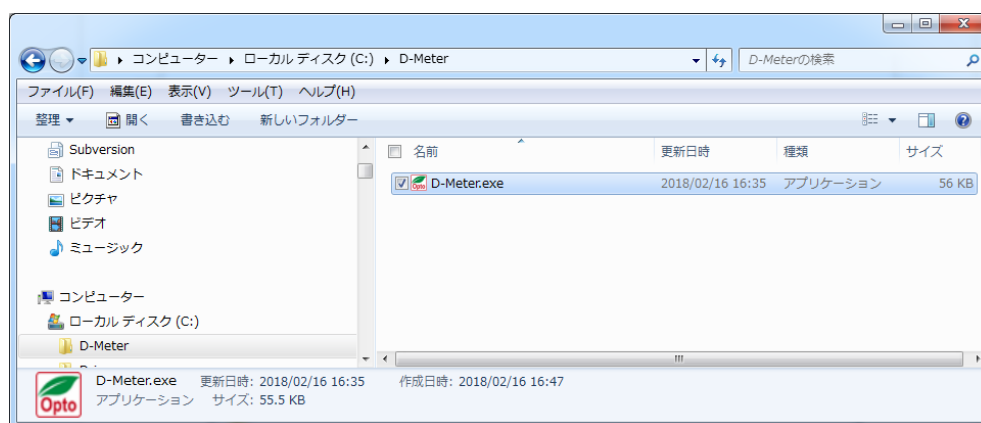 コンピューター ▸ ローカル ディスク (C:) ▸ D-Meter
D-Meterの検索
ファイル(F) 編集(E) 表示(V) ツール(T) ヘルプ(H)
整理 開く 書き込む 新しいフォルダー
Subversion
ドキュメント
ピクチャ
ビデオ
ミュージック
コンピューター
ローカル ディスク (C:)
D-Meter
名前 更新日時 種類 サイズ
Opto D-Meter.exe 2018/02/16 16:35 アプリケーション 56 KB
Opto
D-Meter.exe 更新日時: 2018/02/16 16:35 作成日時: 2018/02/16 16:47
アプリケーション サイズ: 55.5 KB